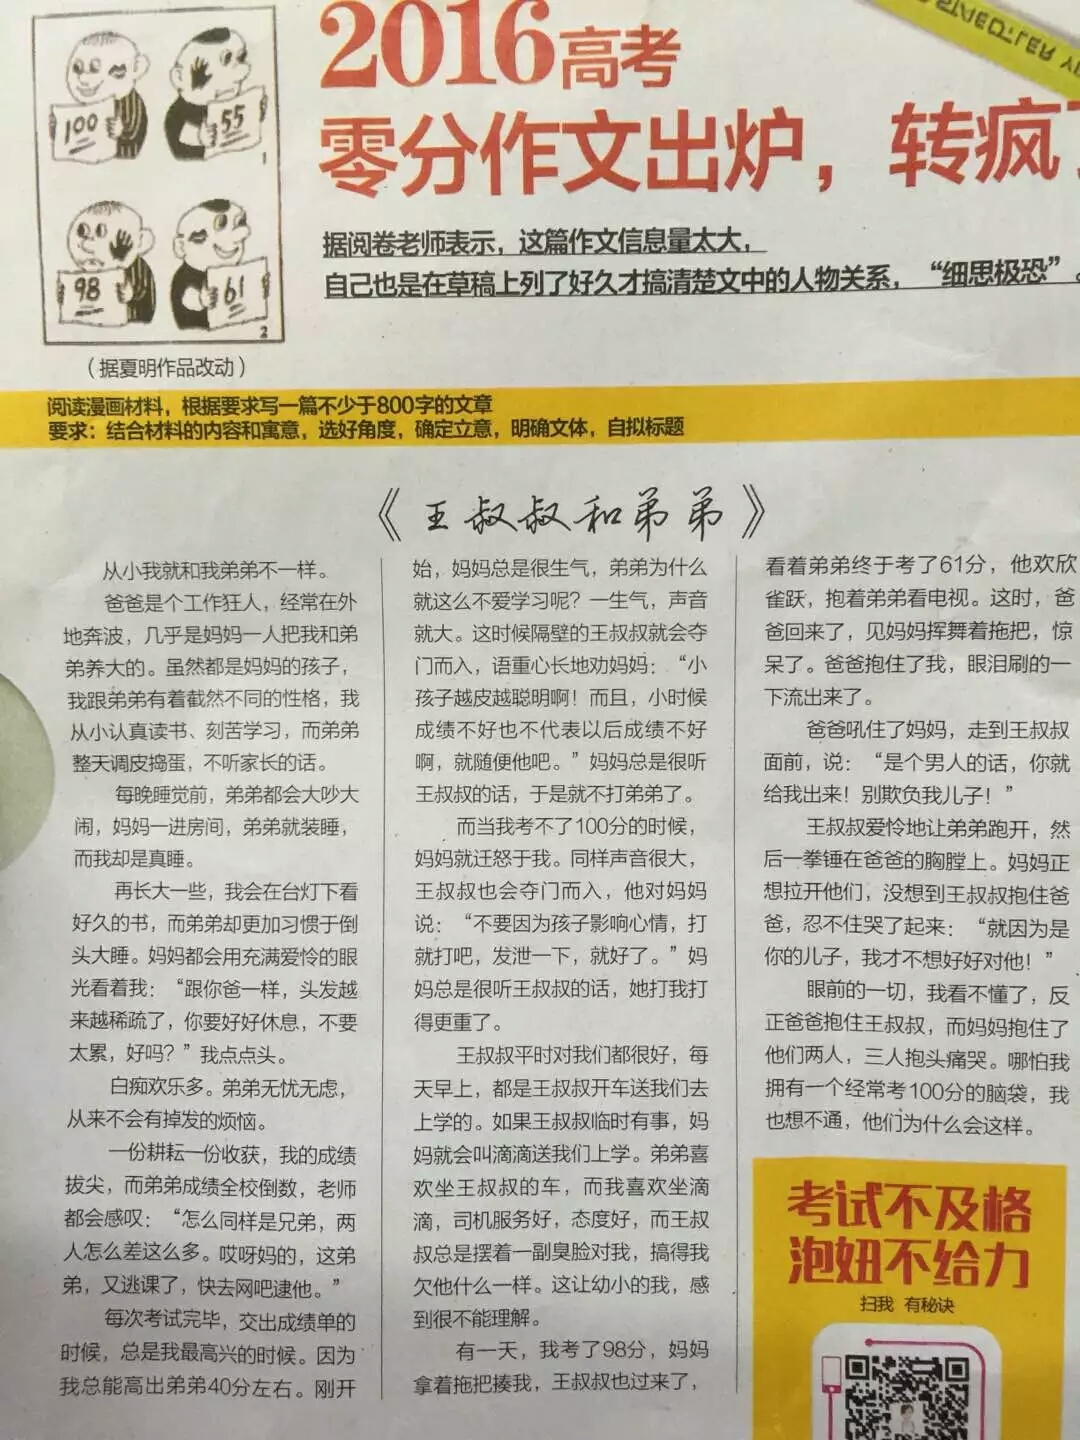 STAEDTLER
100
55
1
98
61
2
（据夏明作品改动）
2016高考
零分作文出炉，转疯了
据阅卷老师表示，这篇作文信息量太大，
自己也是在草稿上列了好久才搞清楚文中的人物关系，“细思极恐”。
阅读漫画材料，根据要求写一篇不少于800字的文章
要求：结合材料的内容和寓意，选好角度，确定立意，明确文体，自拟标题
《王叔叔和弟弟》
从小我就和我弟弟不一样。
爸爸是个工作狂人，经常在外
地奔波，几乎是妈妈一人把我和弟
弟养大的。虽然都是妈妈的孩子，
我跟弟弟有着截然不同的性格，我
从小认真读书、刻苦学习，而弟弟
整天调皮捣蛋，不听家长的话。
每晚睡觉前，弟弟都会大吵大
闹，妈妈一进房间，弟弟就装睡，
而我却是真睡。
再长大一些，我会在台灯下看
好久的书，而弟弟却更加习惯于倒
头大睡。妈妈都会用充满爱怜的眼
光看着我：“跟你爸一样，头发越
来越稀疏了，你要好好休息，不要
太累，好吗？”我点点头。
白痴欢乐多。弟弟无忧无虑，
从来不会有掉发的烦恼。
一份耕耘一份收获，我的成绩
拔尖，而弟弟成绩全校倒数，老师
都会感叹：“怎么同样是兄弟，两
人怎么差这么多。哎呀妈的，这弟
弟，又逃课了，快去网吧逮他。”
每次考试完毕，交出成绩单的
时候，总是我最高兴的时候。因为
我总能高出弟弟40分左右。刚开
始，妈妈总是很生气，弟弟为什么
就这么不爱学习呢？一生气，声音
就大。这时候隔壁的王叔叔就会夺
门而入，语重心长地劝妈妈：“小
孩子越皮越聪明啊！而且，小时候
成绩不好也不代表以后成绩不好
啊，就随便他吧。”妈妈总是很听
王叔叔的话，于是就不打弟弟了。
而当我考不了100分的时候，
妈妈就迁怒于我。同样声音很大，
王叔叔也会夺门而入，他对妈妈
说：“不要因为孩子影响心情，打
就打吧，发泄一下，就好了。”妈
妈总是很听王叔叔的话，她打我打
得更重了。
王叔叔平时对我们都很好，每
天早上，都是王叔叔开车送我们去
上学的。如果王叔叔临时有事，妈
妈就会叫滴滴送我们上学。弟弟喜
欢坐王叔叔的车，而我喜欢坐滴
滴，司机服务好，态度好，而王叔
叔总是摆着一副臭脸对我，搞得我
欠他什么一样。这让幼小的我，感
到很不能理解。
有一天，我考了98分，妈妈
拿着拖把揍我，王叔叔也过来了，
看着弟弟终于考了61分，他欢欣
雀跃，抱着弟弟看电视。这时，爸
爸回来了，见妈妈挥舞着拖把，惊
呆了。爸爸抱住了我，眼泪刷的一
下流出来了。
爸爸吼住了妈妈，走到王叔叔
面前，说：“是个男人的话，你就
给我出来！别欺负我儿子！”
王叔叔爱怜地让弟弟跑开，然
后一拳锤在爸爸的胸膛上。妈妈正
想拉开他们，没想到王叔叔抱住爸
爸，忍不住哭了起来：“就因为是
你的儿子，我才不想好好对他！”
眼前的一切，我看不懂了，反
正爸爸抱住王叔叔，而妈妈抱住了
他们两人，三人抱头痛哭。哪怕我
拥有一个经常考100分的脑袋，我
也想不通，他们为什么会这样。
考试不及格
泡妞不给力
扫我 有秘诀